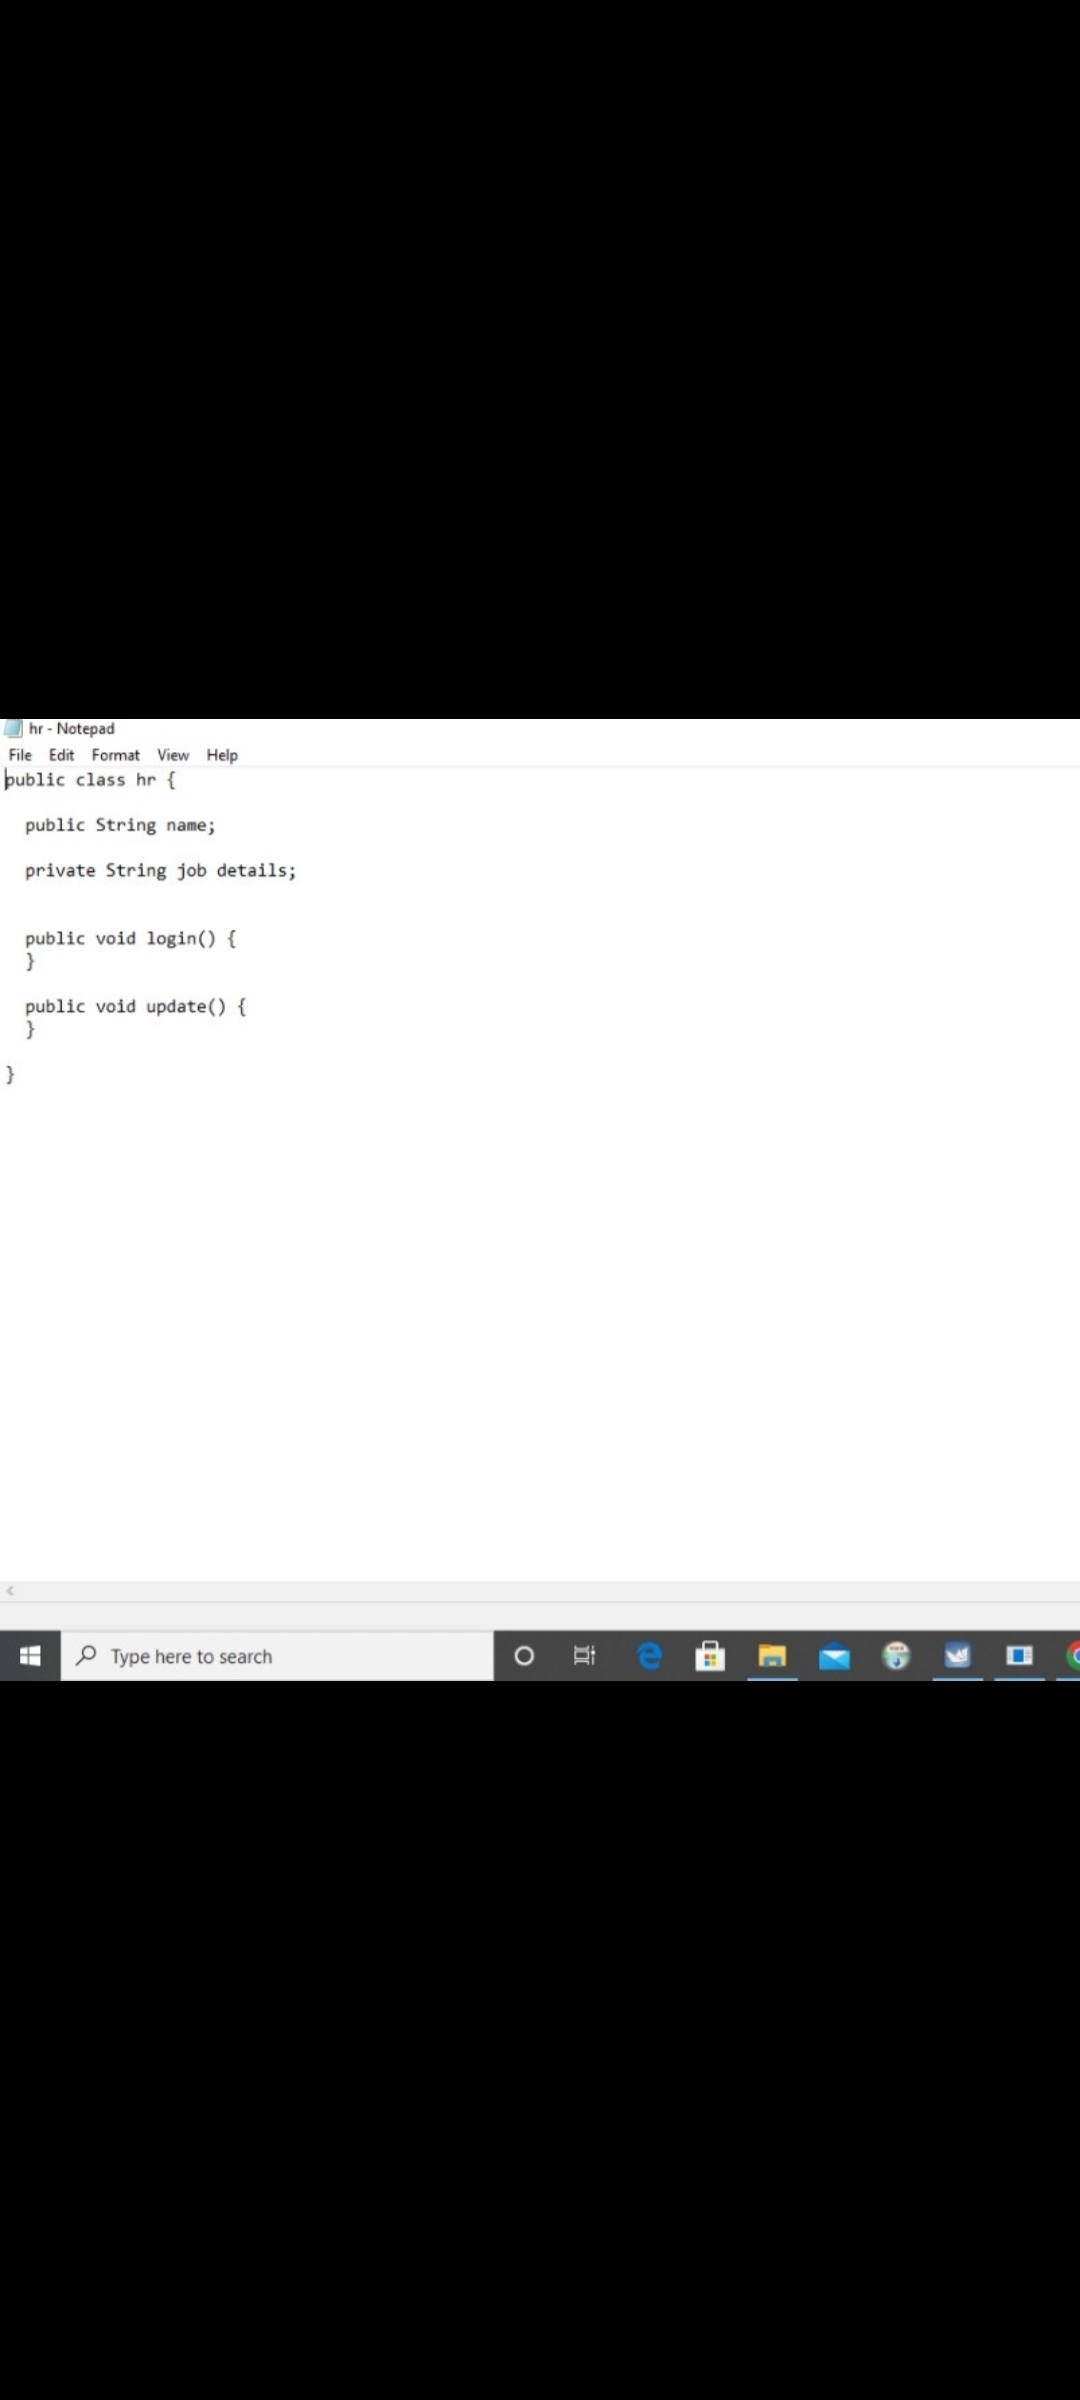 hr - Notepad
File Edit Format View Help
public class hr {
public String name;
private String job details;
public void login() {
}
public void update() {
}
}
Type here to search